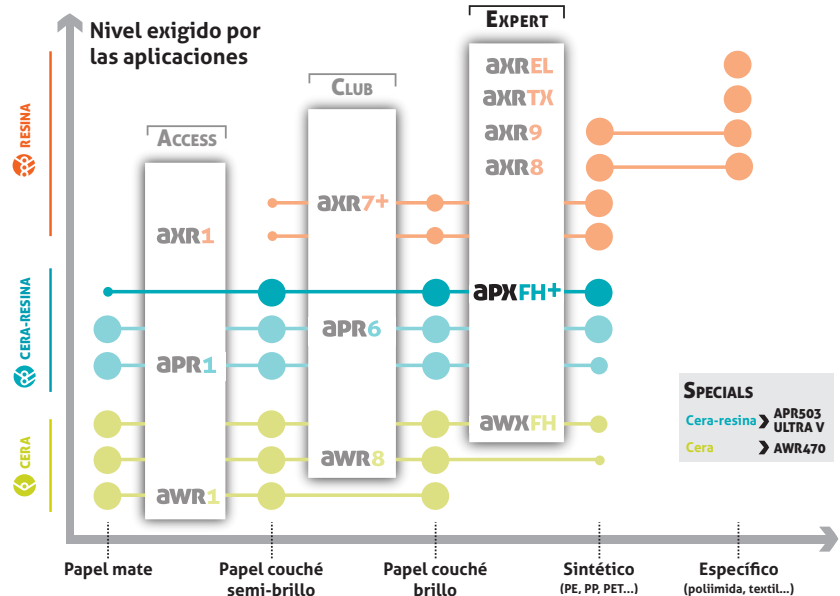 Nivel exigido por
las aplicaciones
EXPERT
CLUB
ACCESS
RESINA
CERA-RESINA
CERA
aXREL
aXRTX
aXR9
aXR8
aXR7+
aXR1
aPXFH+
aPR6
aPR1
aWXFH
aWR8
aWR1
SPECIALS
Cera-resina APR503
ULTRA V
Cera AWR470
Papel mate
Papel couché
semi-brillo
Papel couché
brillo
Sintético
(PE, PP, PET...)
Específico
(poliimida, textil...)